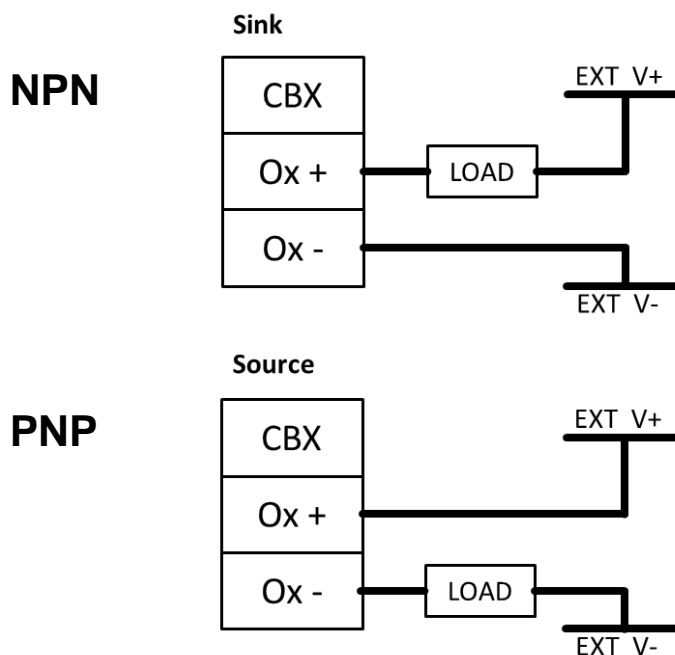 Sink
NPN
CBX
EXT V+
Ox +
LOAD
Ox -
EXT V-
Source
PNP
CBX
EXT V+
Ox +
Ox -
LOAD
EXT V-